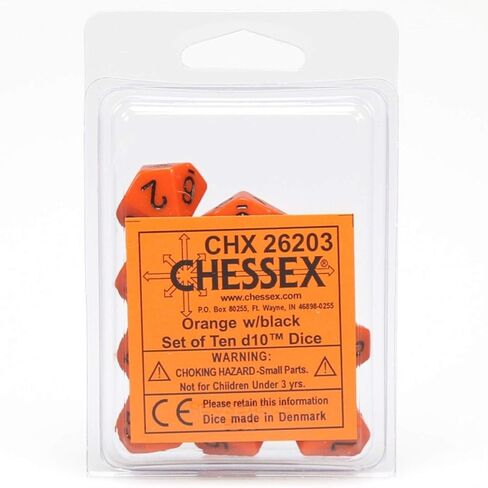 2
CHX 26203
CHESSEX®
www.chessex.com
P.O. Box 80255, Ft. Wayne, IN 46898-0255
Orange w/black
Set of Ten d10™ Dice
WARNING:
CHOKING HAZARD-Small Parts.
Not for Children Under 3 yrs.
CE
Please retain this information
Dice made in Denmark